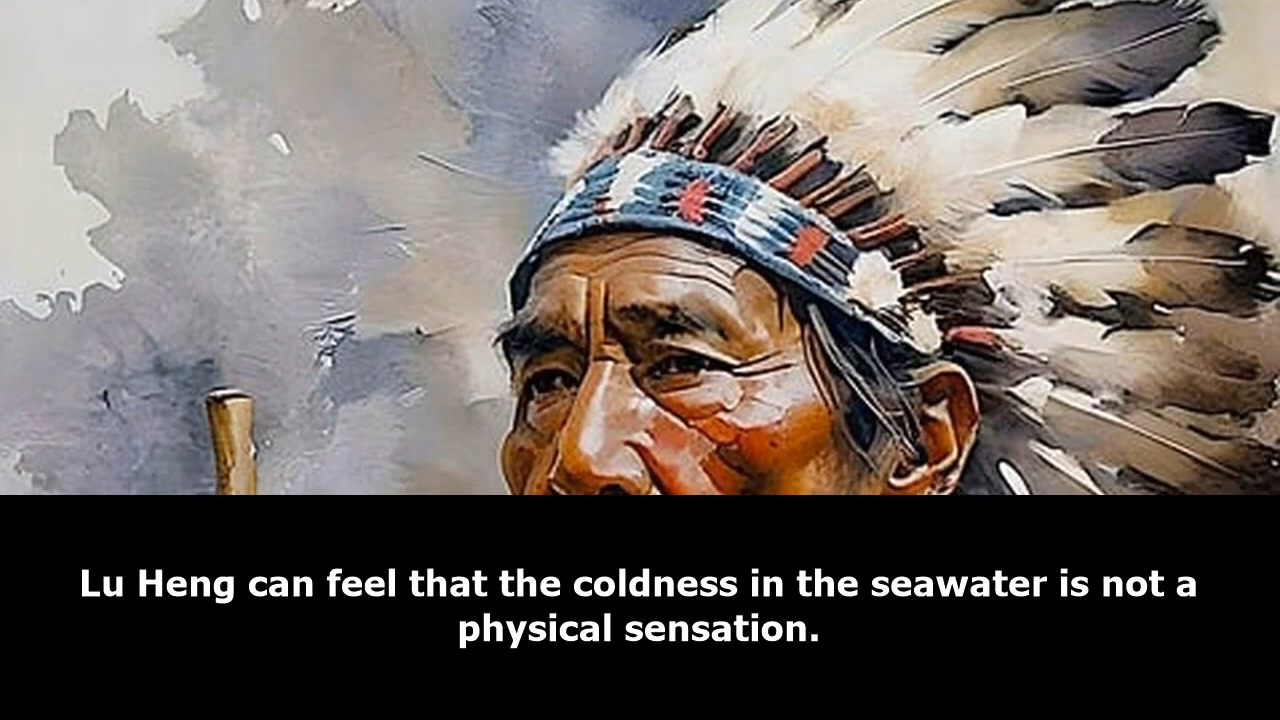 Lu Heng can feel that the coldness in the seawater is not a
physical sensation.